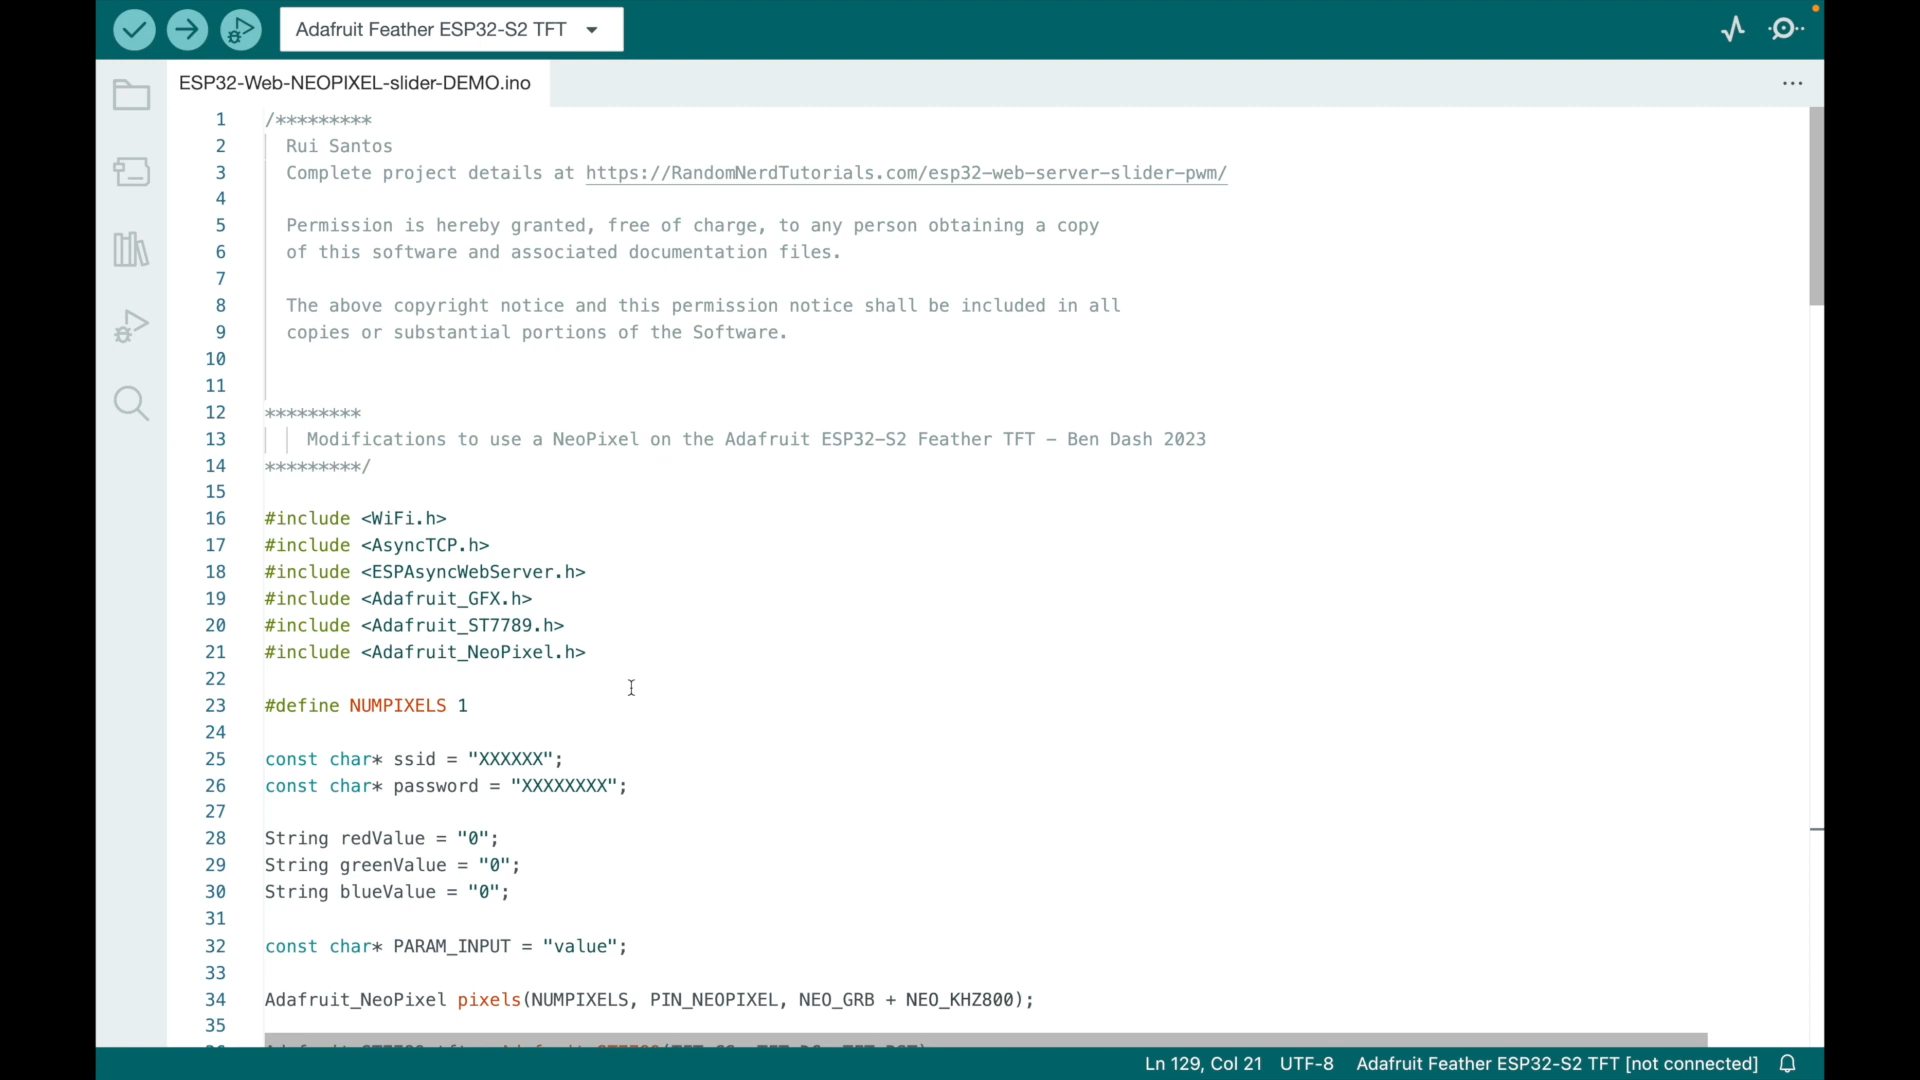 Adafruit Feather ESP32-S2 TFT
ESP32-Web-NEOPIXEL-slider-DEMO.ino
1 /*********
2 Rui Santos
3 Complete project details at https://RandomNerdTutorials.com/esp32-web-server-slider-pwm/
4
5 Permission is hereby granted, free of charge, to any person obtaining a copy
6 of this software and associated documentation files.
7
8 The above copyright notice and this permission notice shall be included in all
9 copies or substantial portions of the Software.
10
11
12 *********
13 Modifications to use a NeoPixel on the Adafruit ESP32-S2 Feather TFT - Ben Dash 2023
14 *********/
15
16 #include <WiFi.h>
17 #include <AsyncTCP.h>
18 #include <ESPAsyncWebServer.h>
19 #include <Adafruit_GFX.h>
20 #include <Adafruit_ST7789.h>
21 #include <Adafruit_NeoPixel.h>
22
23 #define NUMPIXELS 1
24
25 const char* ssid = "XXXXXX";
26 const char* password = "XXXXXXXX";
27
28 String redValue = "0";
29 String greenValue = "0";
30 String blueValue = "0";
31
32 const char* PARAM_INPUT = "value";
33
34 Adafruit_NeoPixel pixels(NUMPIXELS, PIN_NEOPIXEL, NEO_GRB + NEO_KHZ800);
35
Ln 129, Col 21 UTF-8 Adafruit Feather ESP32-S2 TFT [not connected]